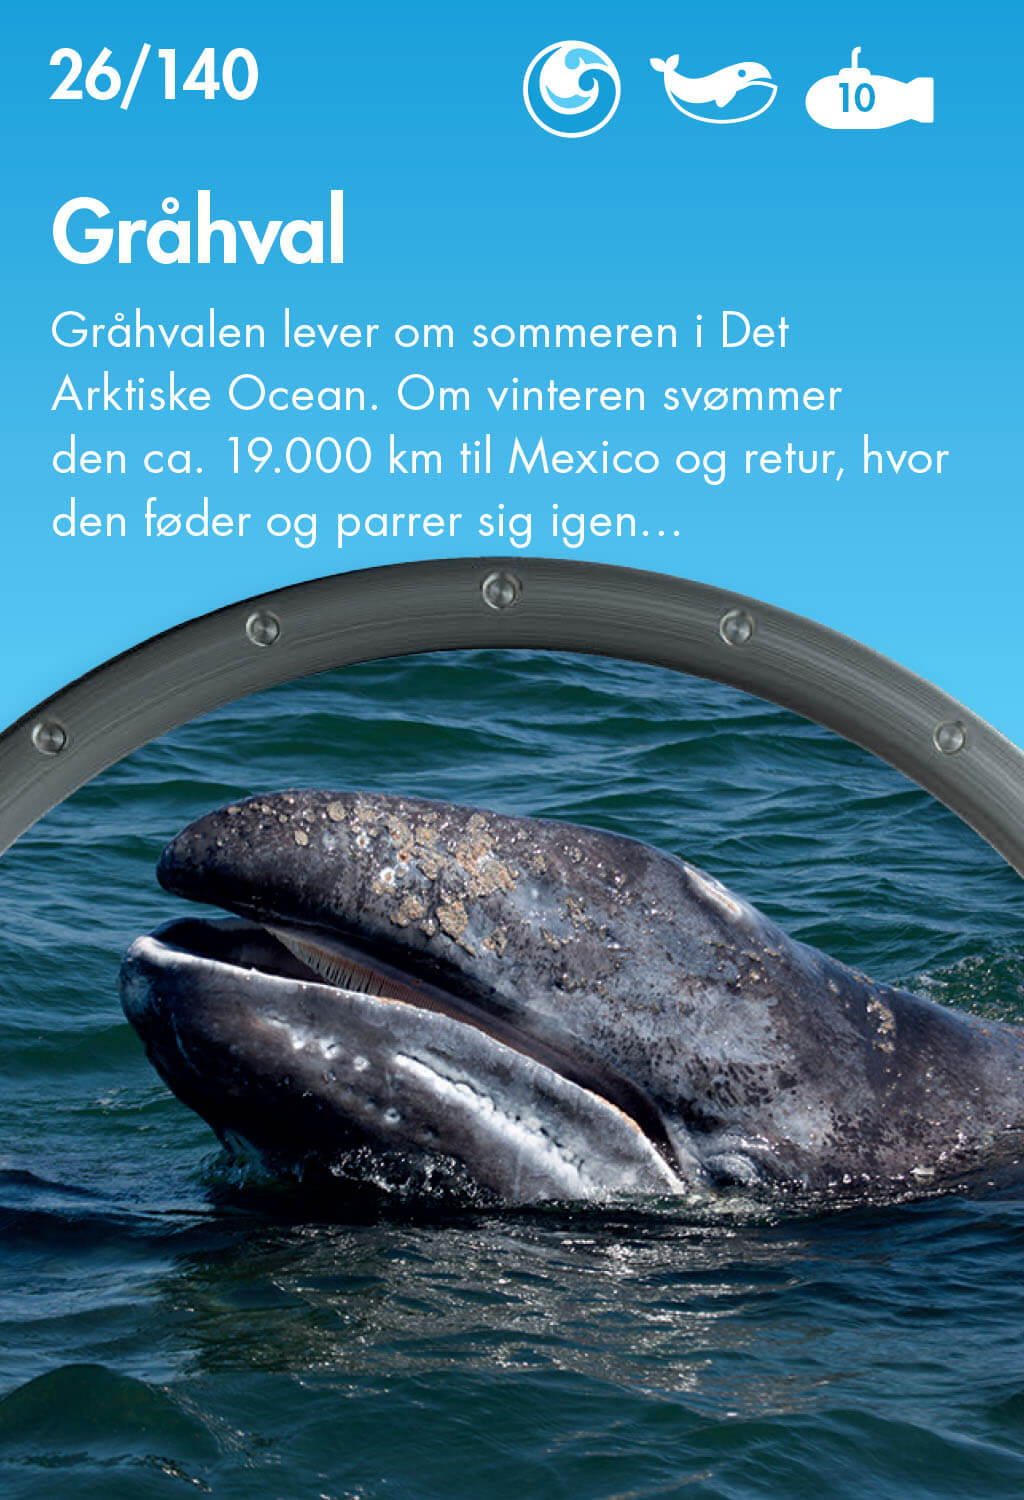 26/140
10
Gråhval
Gråhvalen lever om sommeren i Det
Arktiske Ocean. Om vinteren svømmer
den ca. 19.000 km til Mexico og retur, hvor
den føder og parrer sig igen...